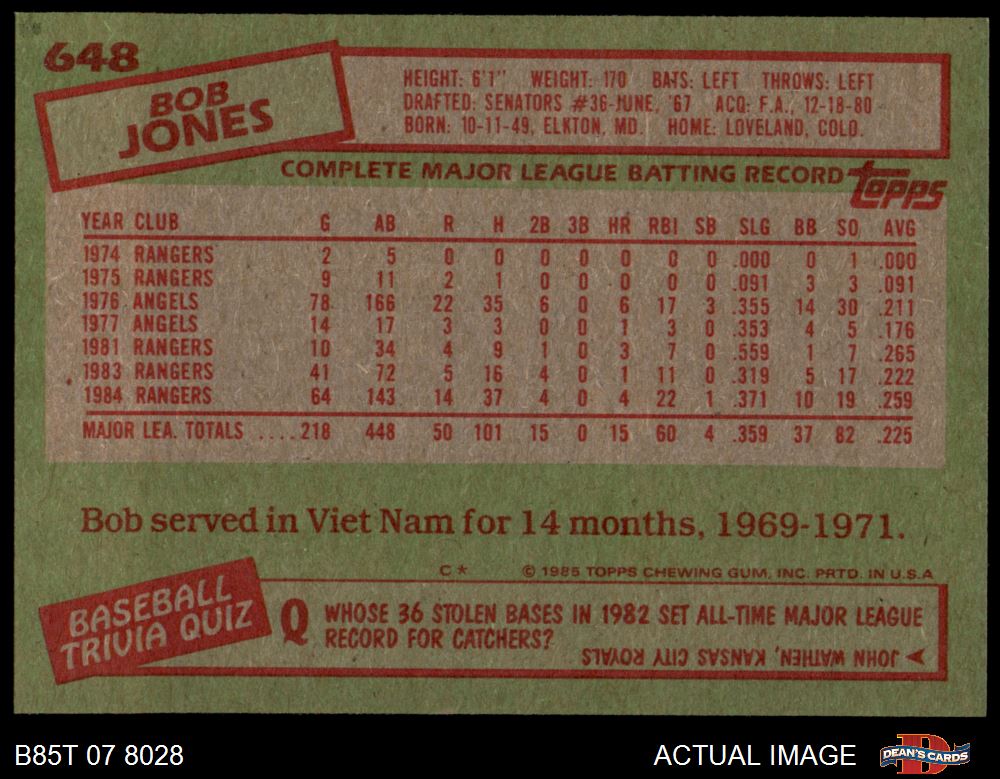 648
BOB
JONES
HEIGHT: 6'1" WEIGHT: 170 BATS: LEFT THROWS: LEFT
DRAFTED: SENATORS #36-JUNE, '67 ACQ: F.A., 12-18-80
BORN: 10-11-49, ELKTON, MD. HOME: LOVELAND, COLO.
COMPLETE MAJOR LEAGUE BATTING RECORD topps
YEAR CLUB G AB R H 2B 3B HR RBI SB SLG BB SO AVG
1974 RANGERS 2 5 0 0 0 0 0 0 0 .000 0 1 .000
1975 RANGERS 9 11 2 1 0 0 0 0 0 .091 3 3 .091
1976 ANGELS 78 166 22 35 6 0 6 17 3 .355 14 30 .211
1977 ANGELS 14 17 3 3 0 0 1 3 0 .353 4 5 .176
1981 RANGERS 10 34 4 9 1 0 3 7 0 .559 1 7 .265
1983 RANGERS 41 72 5 16 4 0 1 11 0 .319 5 17 .222
1984 RANGERS 64 143 14 37 4 0 4 22 1 .371 10 19 .259
MAJOR LEA. TOTALS ....218 448 50 101 15 0 15 60 4 .359 37 82 .225
Bob served in Viet Nam for 14 months, 1969-1971.
C* © 1985 TOPPS CHEWING GUM, INC. PRTD. IN U.S.A
BASEBALL
TRIVIA QUIZ
Q WHOSE 36 STOLEN BASES IN 1982 SET ALL-TIME MAJOR LEAGUE
RECORD FOR CATCHERS?
JOHN WATHEN, KANSAS CITY ROYALS
B85T 07 8028 ACTUAL IMAGE D DEAN'S CARDS